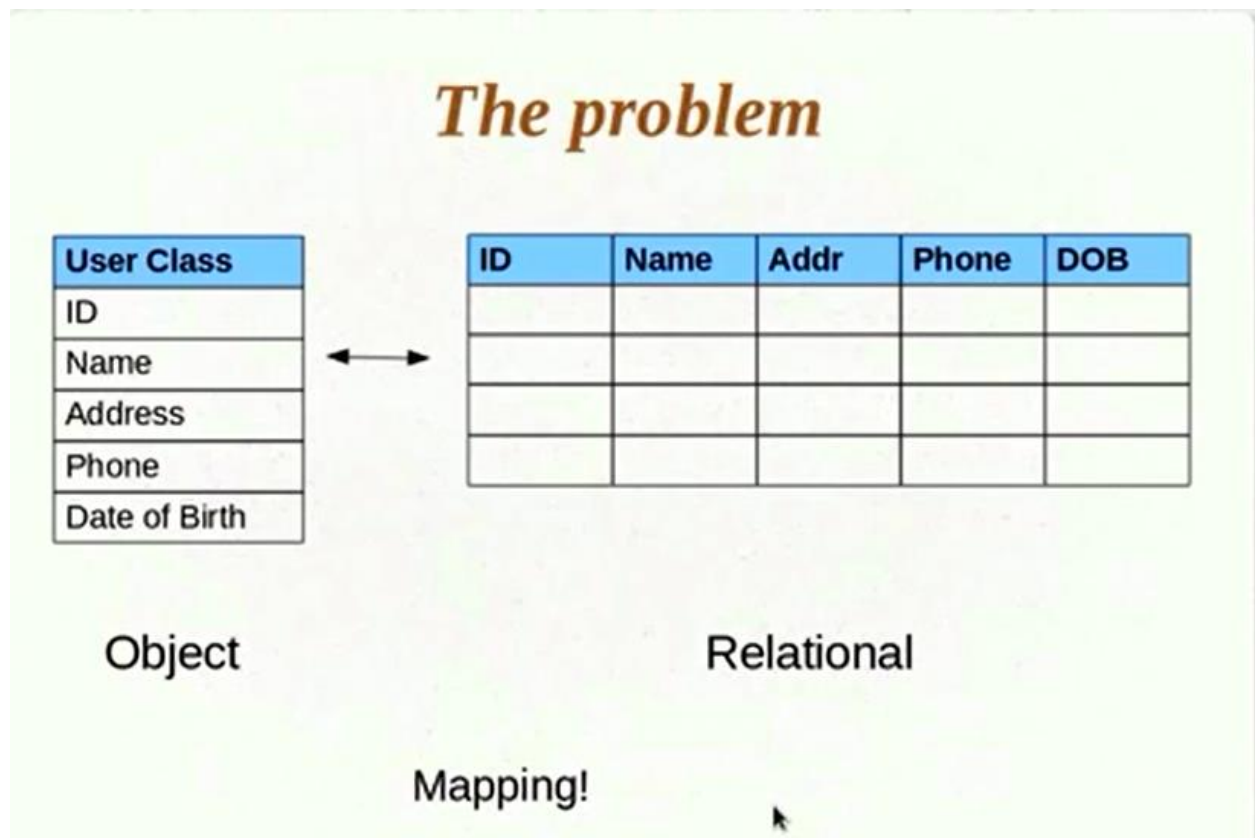 The problem
User Class
ID
Name
Address
Phone
Date of Birth
ID Name Addr Phone DOB
Object
Relational
Mapping!